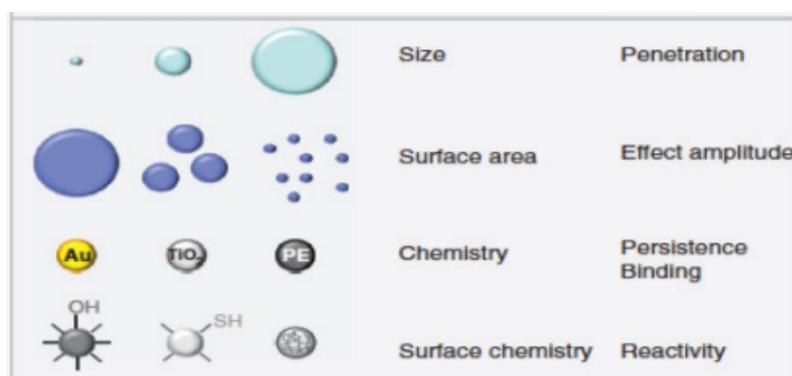 Size Penetration
Surface area Effect amplitude
Au TiO₂ PE Chemistry Persistence
Binding
OH
SH
Surface chemistry Reactivity